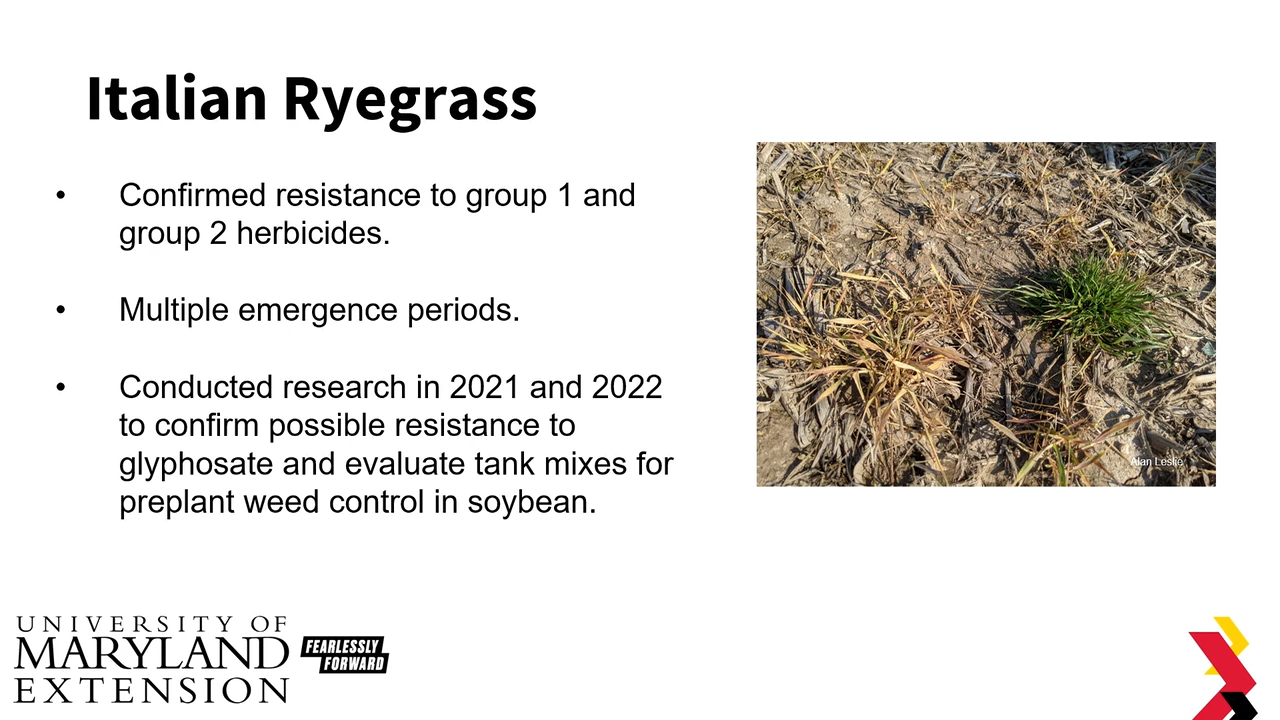 Italian Ryegrass
• Confirmed resistance to group 1 and
group 2 herbicides.
• Multiple emergence periods.
• Conducted research in 2021 and 2022
to confirm possible resistance to
glyphosate and evaluate tank mixes for
preplant weed control in soybean.
Alan Leslie
UNIVERSITY OF
MARYLAND
EXTENSION
FEARLESSLY
FORWARD